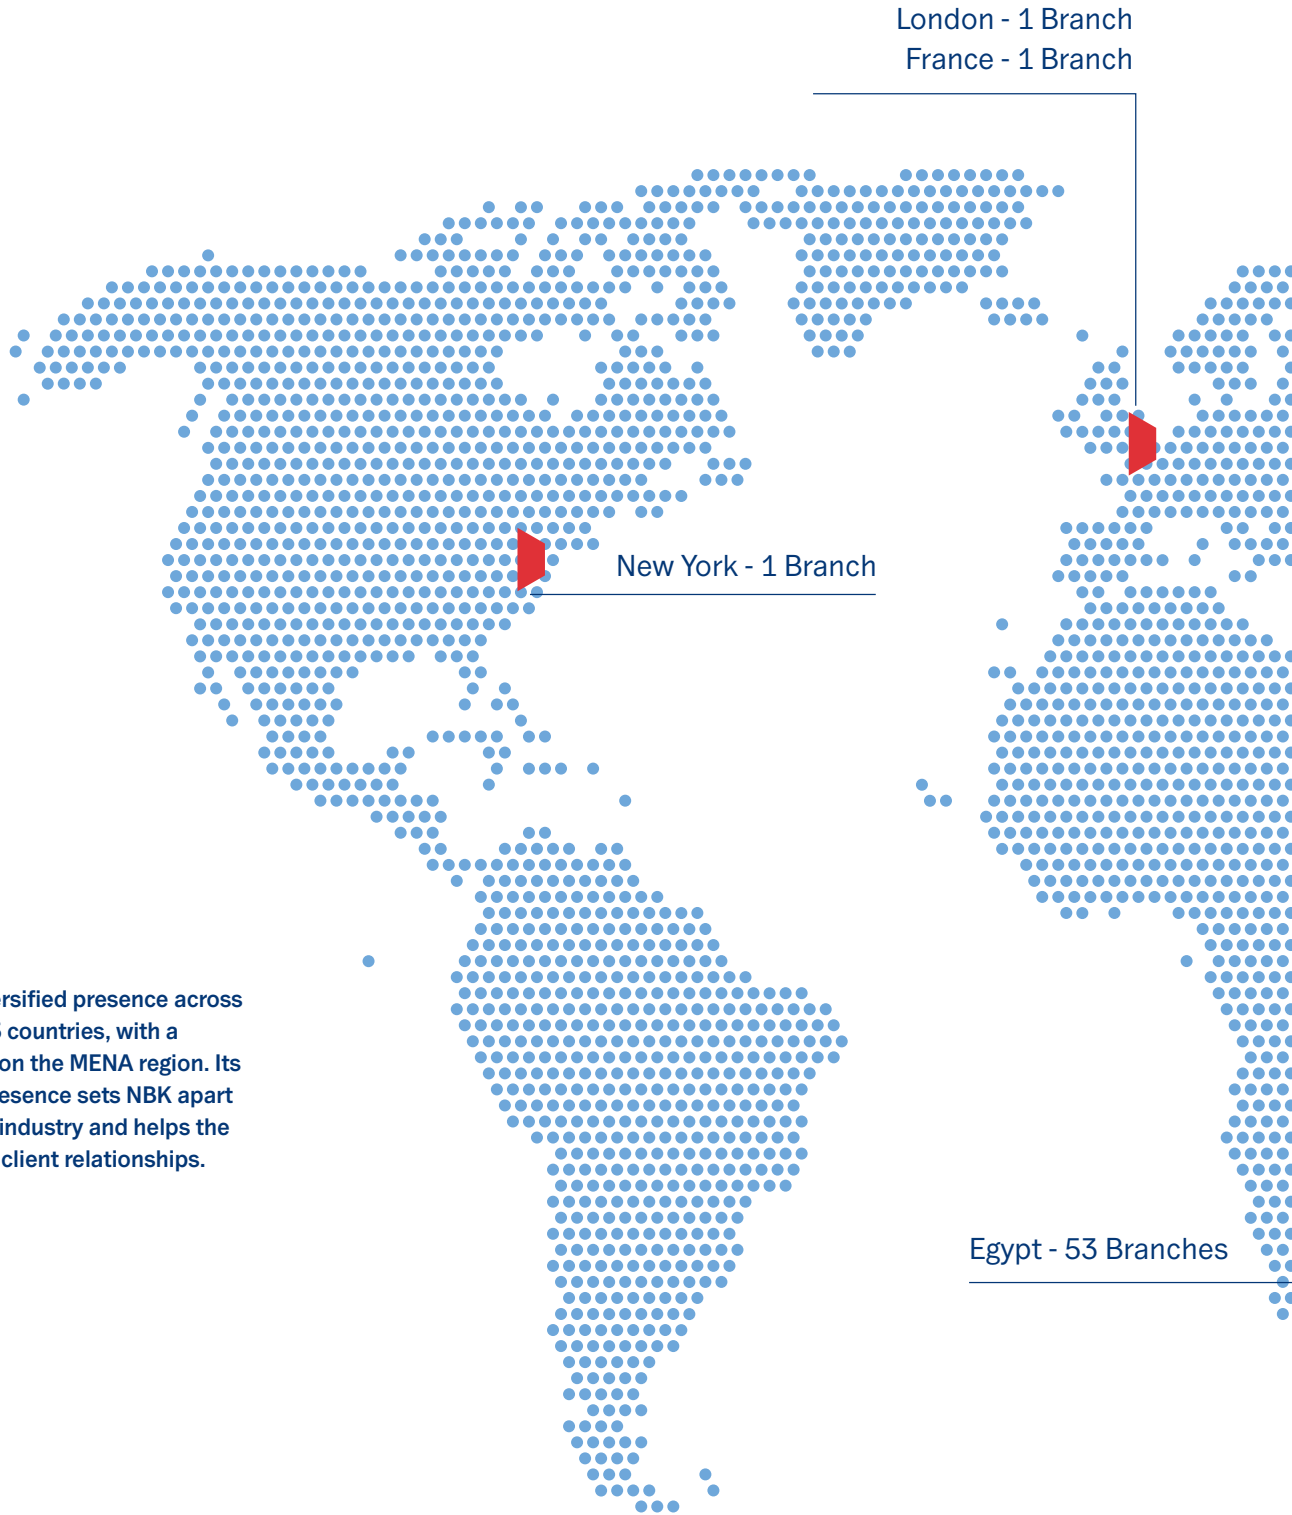 London - 1 Branch
France - 1 Branch
New York - 1 Branch
presence across
countries, with a
on the MENA region. Its
sets NBK apart
industry and helps the
client relationships.
Egypt - 53 Branches